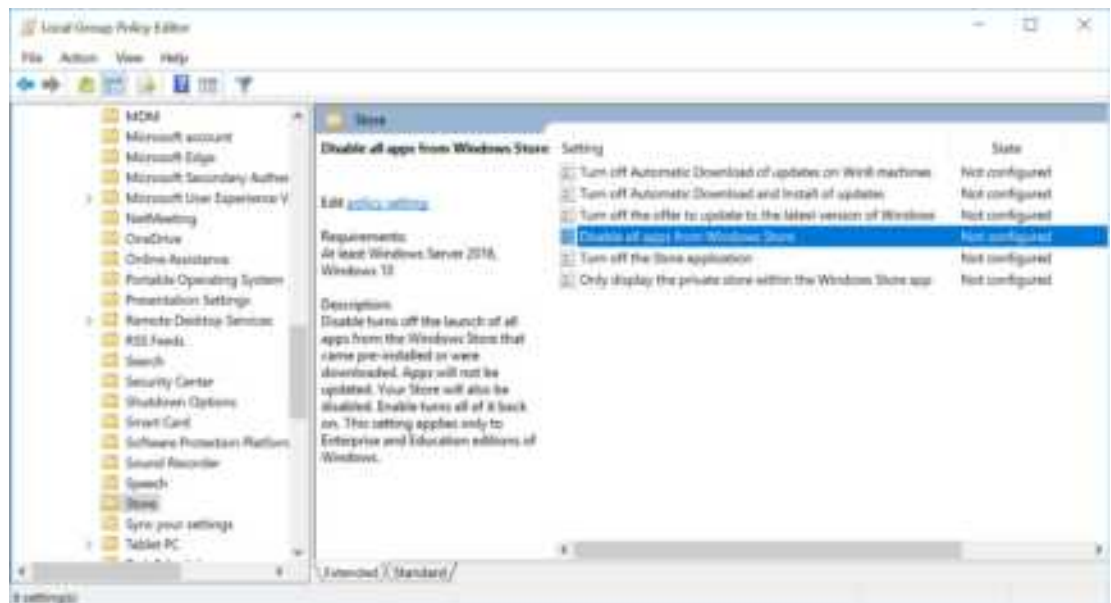 Local Group Policy Editor
File Action View Help
MDM
Microsoft account
Microsoft Edge
Microsoft Secondary Authen
Microsoft User Experience V
NetMeeting
OneDrive
Online Assistance
Portable Operating System
Presentation Settings
Remote Desktop Services
RSS Feeds
Search
Security Center
Shutdown Options
Smart Card
Software Protection Platform
Sound Recorder
Speech
Store
Sync your settings
Tablet PC
Store
Disable all apps from Windows Store
Edit policy setting
Requirements:
At least Windows Server 2016,
Windows 10
Description:
Disable turns off the launch of all
apps from the Windows Store that
came pre-installed or were
downloaded. Apps will not be
updated. Your Store will also be
disabled. Enable turns all of it back
on. This setting applies only to
Enterprise and Education editions of
Windows.
Setting State
Turn off Automatic Download of updates on Win8 machines Not configured
Turn off Automatic Download and Install of updates Not configured
Turn off the offer to update to the latest version of Windows Not configured
Disable all apps from Windows Store Not configured
Turn off the Store application Not configured
Only display the private store within the Windows Store app Not configured
Extended Standard
setting(s)